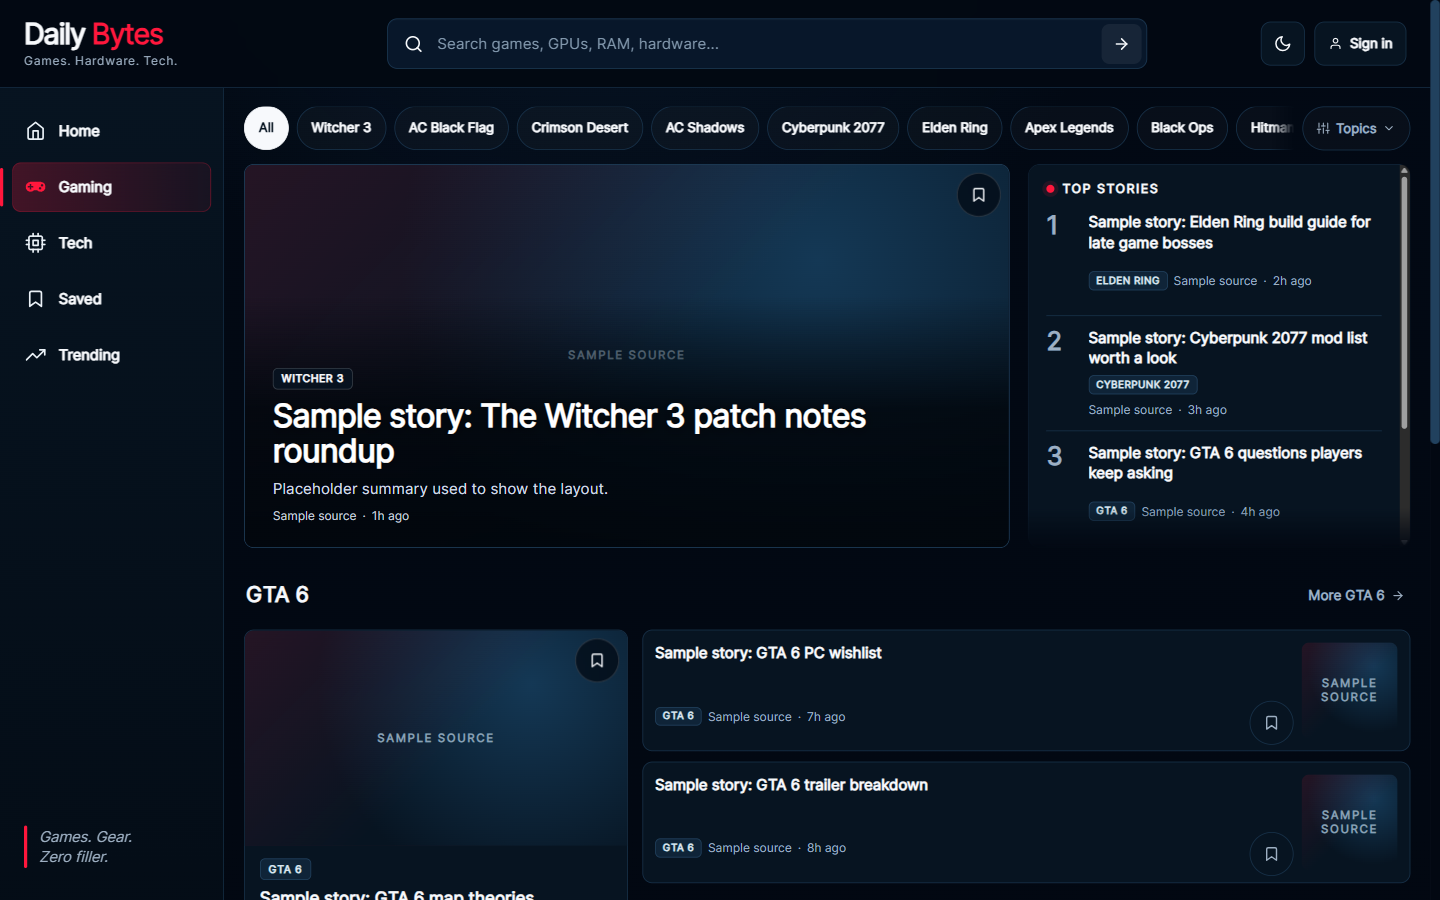 Daily Bytes
Games. Hardware. Tech.
Search games, GPUs, RAM, hardware...
Sign in
Home
Gaming
Tech
Saved
Trending
Games. Gear.
Zero filler.
All
Witcher 3
AC Black Flag
Crimson Desert
AC Shadows
Cyberpunk 2077
Elden Ring
Apex Legends
Black Ops
Hitman
Topics
SAMPLE SOURCE
WITCHER 3
Sample story: The Witcher 3 patch notes
roundup
Placeholder summary used to show the layout.
Sample source · 1h ago
TOP STORIES
1
Sample story: Elden Ring build guide for
late game bosses
ELDEN RING Sample source · 2h ago
2
Sample story: Cyberpunk 2077 mod list
worth a look
CYBERPUNK 2077
Sample source · 3h ago
3
Sample story: GTA 6 questions players
keep asking
GTA 6 Sample source · 4h ago
GTA 6
More GTA 6
SAMPLE SOURCE
GTA 6
Sample story: GTA 6 map theories
Sample story: GTA 6 PC wishlist
GTA 6 Sample source · 7h ago
SAMPLE
SOURCE
Sample story: GTA 6 trailer breakdown
GTA 6 Sample source · 8h ago
SAMPLE
SOURCE